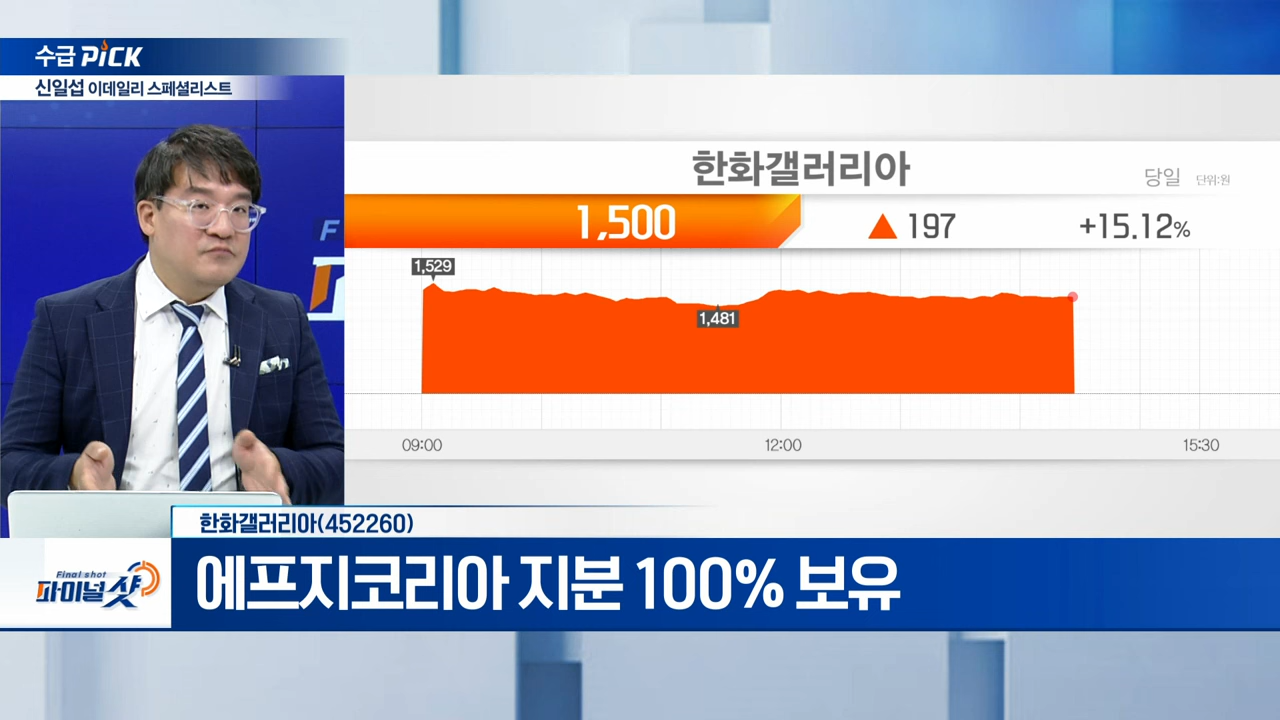 수급 PiCK
신일섭 이데일리 스페셜리스트
F
한화갤러리아
당일 단위:원
1,500
▲ 197
+15.12%
1,529
1,481
09:00
12:00
15:30
한화갤러리아(452260)
Final shot
파이널샷
에프지코리아 지분 100% 보유